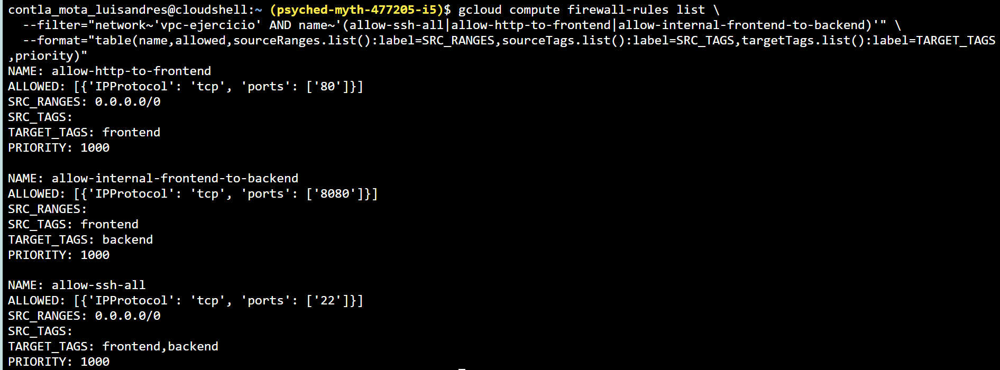 contla_mota_luisandres@cloudshell:~ (psyched-myth-477205-i5)$ gcloud compute firewall-rules list \
  --filter="network~'vpc-ejercicio' AND name~'(allow-ssh-all|allow-http-to-frontend|allow-internal-frontend-to-backend)'" \
  --format="table(name,allowed,sourceRanges.list():label=SRC_RANGES,sourceTags.list():label=SRC_TAGS,targetTags.list():label=TARGET_TAGS
,priority)"
NAME: allow-http-to-frontend
ALLOWED: [{'IPProtocol': 'tcp', 'ports': ['80']}]
SRC_RANGES: 0.0.0.0/0
SRC_TAGS:
TARGET_TAGS: frontend
PRIORITY: 1000

NAME: allow-internal-frontend-to-backend
ALLOWED: [{'IPProtocol': 'tcp', 'ports': ['8080']}]
SRC_RANGES:
SRC_TAGS: frontend
TARGET_TAGS: backend
PRIORITY: 1000

NAME: allow-ssh-all
ALLOWED: [{'IPProtocol': 'tcp', 'ports': ['22']}]
SRC_RANGES: 0.0.0.0/0
SRC_TAGS:
TARGET_TAGS: frontend,backend
PRIORITY: 1000